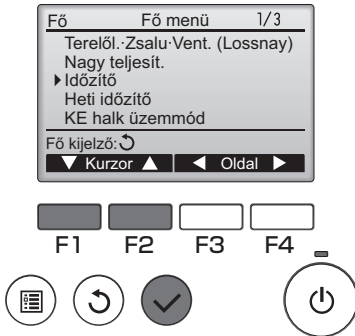 Fő Fő menü 1/3
Terelől.·Zsalu·Vent. (Lossnay)
Nagy teljesít.
Időzítő
Heti időzítő
KE halk üzemmód
Fő kijelző:
Kurzor Oldal
F1 F2 F3 F4